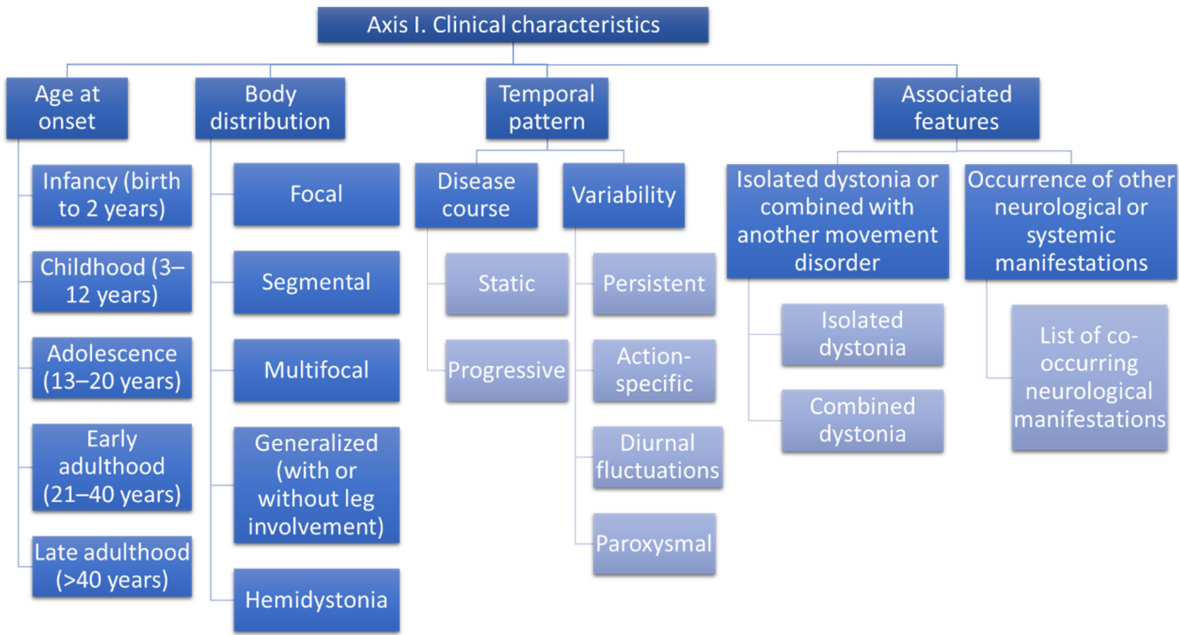 Axis I. Clinical characteristics
Age at
onset
Infancy (birth
to 2 years)
Childhood (3–
12 years)
Adolescence
(13–20 years)
Early
adulthood
(21–40 years)
Late adulthood
(>40 years)
Body
distribution
Focal
Segmental
Multifocal
Generalized
(with or
without leg
involvement)
Hemidystonia
Temporal
pattern
Disease
course
Static
Progressive
Variability
Persistent
Action-
specific
Diurnal
fluctuations
Paroxysmal
Associated
features
Isolated dystonia or
combined with
another movement
disorder
Isolated
dystonia
Combined
dystonia
Occurrence of other
neurological or
systemic
manifestations
List of co-
occurring
neurological
manifestations